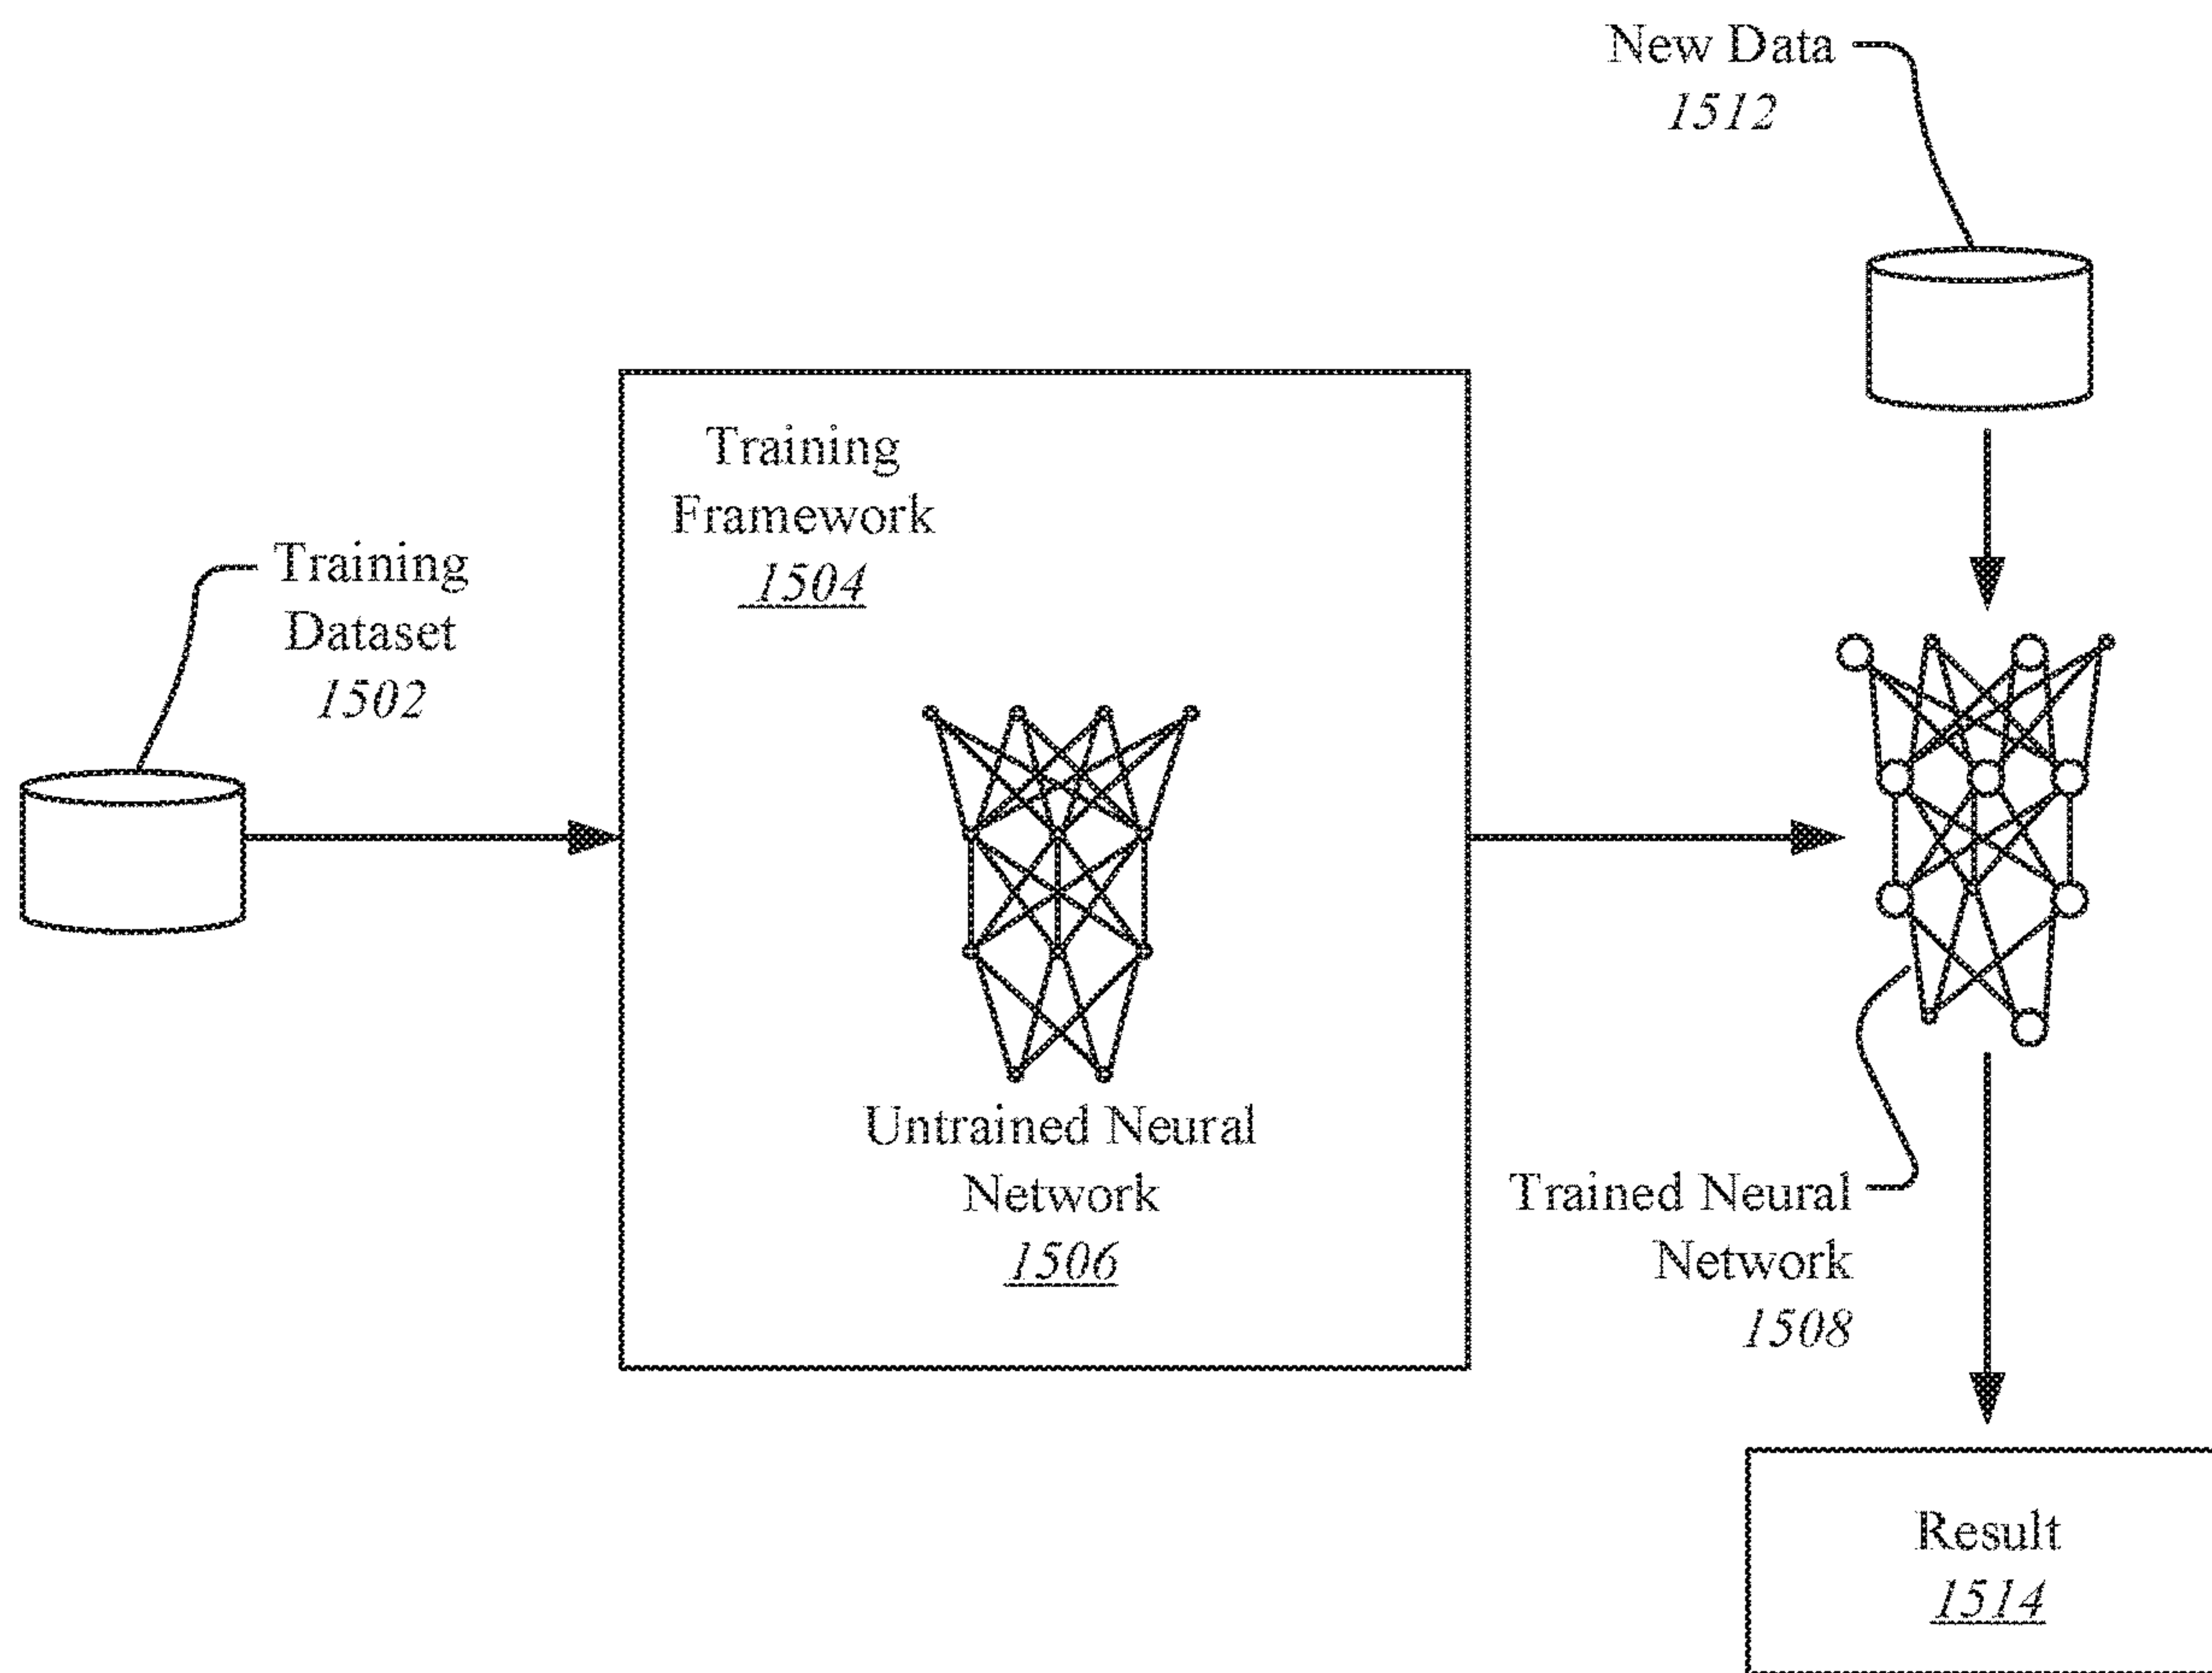 New Data
1512
Training
Framework
1504
Training
Dataset
1502
Untrained Neural
Network
1506
Trained Neural
Network
1508
Result
1514